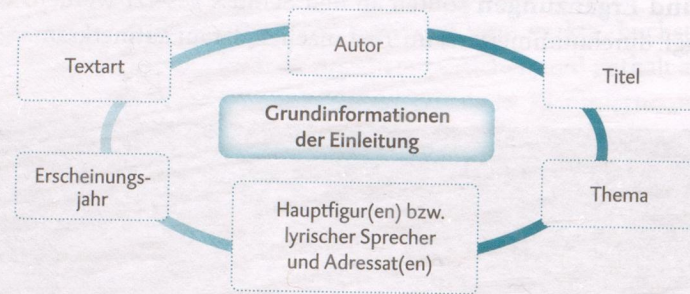 Autor
Textart
Titel
Grundinformationen
der Einleitung
Erscheinungs-
jahr
Thema
Hauptfigur(en) bzw.
lyrischer Sprecher
und Adressat(en)